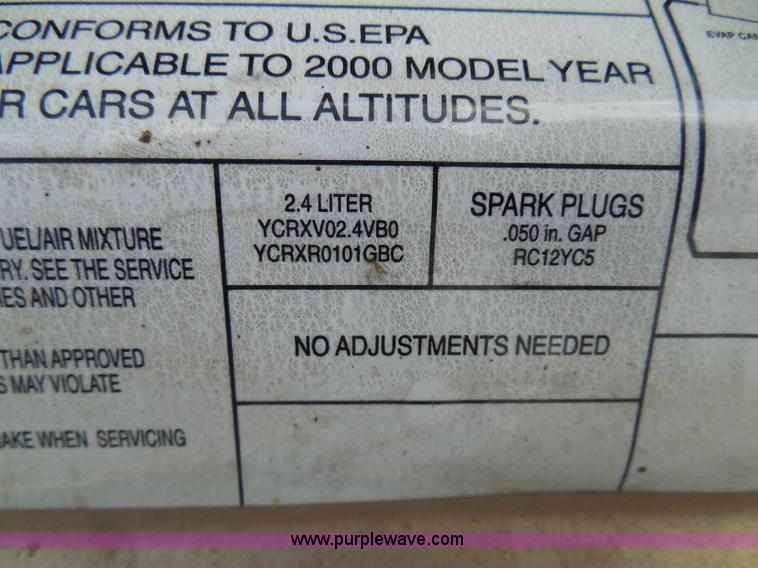 CONFORMS TO U.S.EPA
APPLICABLE TO 2000 MODEL YEAR
R CARS AT ALL ALTITUDES.
EVAP CAN
UEL/AIR MIXTURE
RY. SEE THE SERVICE
ES AND OTHER
THAN APPROVED
S MAY VIOLATE
AKE WHEN SERVICING
2.4 LITER
YCRXV02.4VB0
YCRXR0101GBC
SPARK PLUGS
.050 in. GAP
RC12YC5
NO ADJUSTMENTS NEEDED
www.purplewave.com